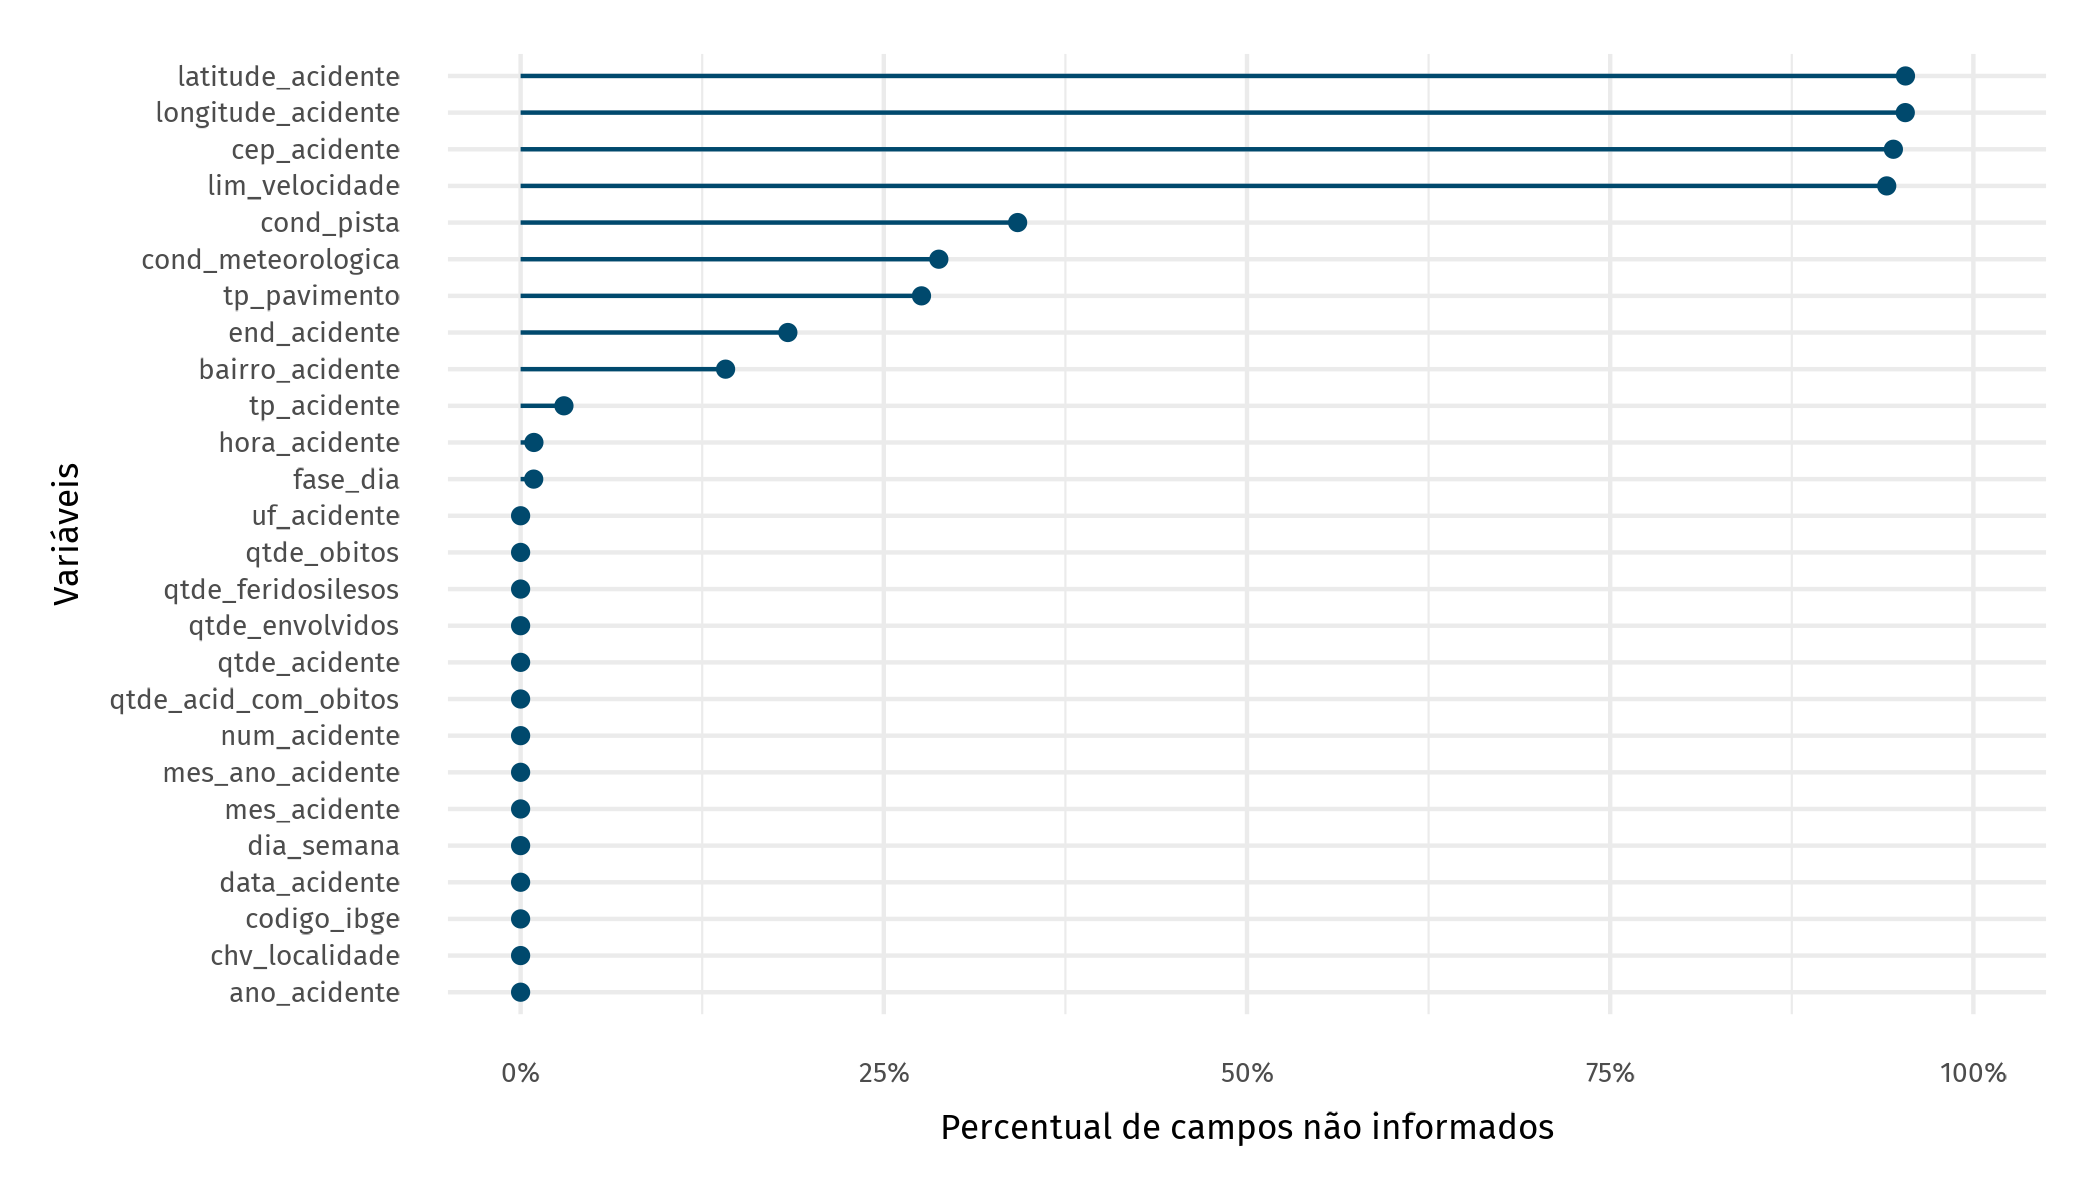 latitude_acidente
longitude_acidente
cep_acidente
lim_velocidade
cond_pista
cond_meteorologica
tp_pavimento
end_acidente
bairro_acidente
tp_acidente
hora_acidente
fase_dia
uf_acidente
qtde_obitos
qtde_feridosilesos
qtde_envolvidos
qtde_acidente
qtde_acid_com_obitos
num_acidente
mes_ano_acidente
mes_acidente
dia_semana
data_acidente
codigo_ibge
chv_localidade
ano_acidente
Variáveis
0% 25% 50% 75% 100%
Percentual de campos não informados